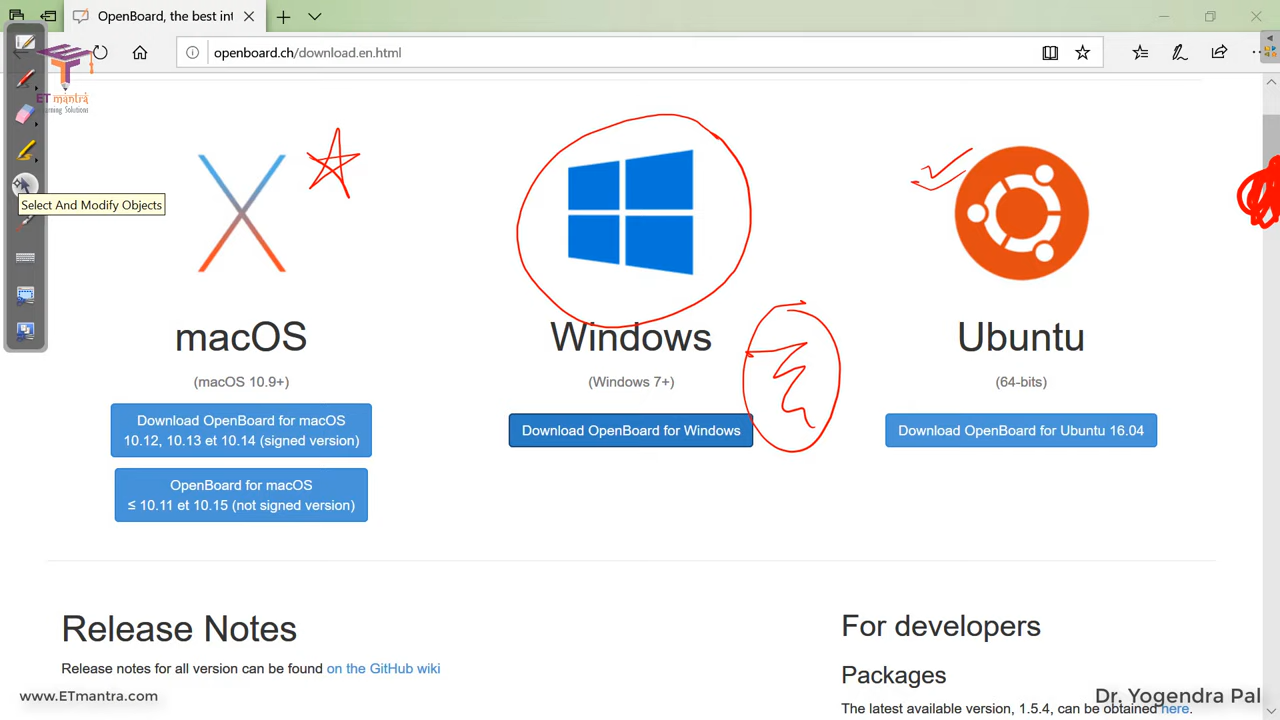 OpenBoard, the best int
openboard.ch/download.en.html
ET mantra
Learning Solutions
Select And Modify Objects
macOS
(macOS 10.9+)
Download OpenBoard for macOS
10.12, 10.13 et 10.14 (signed version)
OpenBoard for macOS
≤ 10.11 et 10.15 (not signed version)
Windows
(Windows 7+)
Download OpenBoard for Windows
Ubuntu
(64-bits)
Download OpenBoard for Ubuntu 16.04
Release Notes
Release notes for all version can be found on the GitHub wiki
For developers
Packages
The latest available version, 1.5.4, can be obtained here.
www.ETmantra.com
Dr. Yogendra Pal